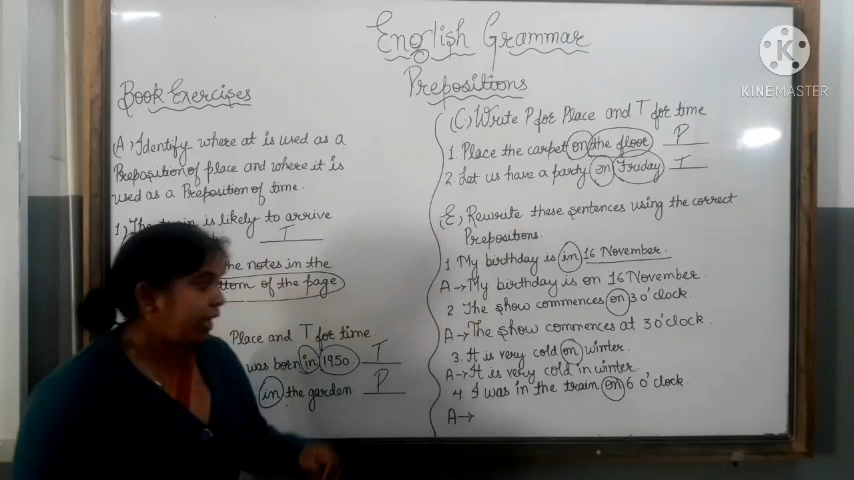 English Grammar
Prepositions
KINEMASTER
Book Exercises
(A) Identify where at is used as a
Preposition of place and where it is
used as a Preposition of time.
1) The train is likely to arrive
T
the notes in the
bottom of the page
Place and T for time
was born in 1950 T
in the garden P
(C) Write P for Place and T for time
1. Place the carpet on the floor P
2. Let us have a party on Friday T
(E) Rewrite these sentences using the correct
Prepositions.
1. My birthday is in 16 November.
A→ My birthday is on 16 November.
2. The show commences on 3 o'clock.
A→ The show commences at 3 o'clock.
3. It is very cold on winter.
A→ It is very cold in winter.
4. I was in the train on 6 o'clock.
A→